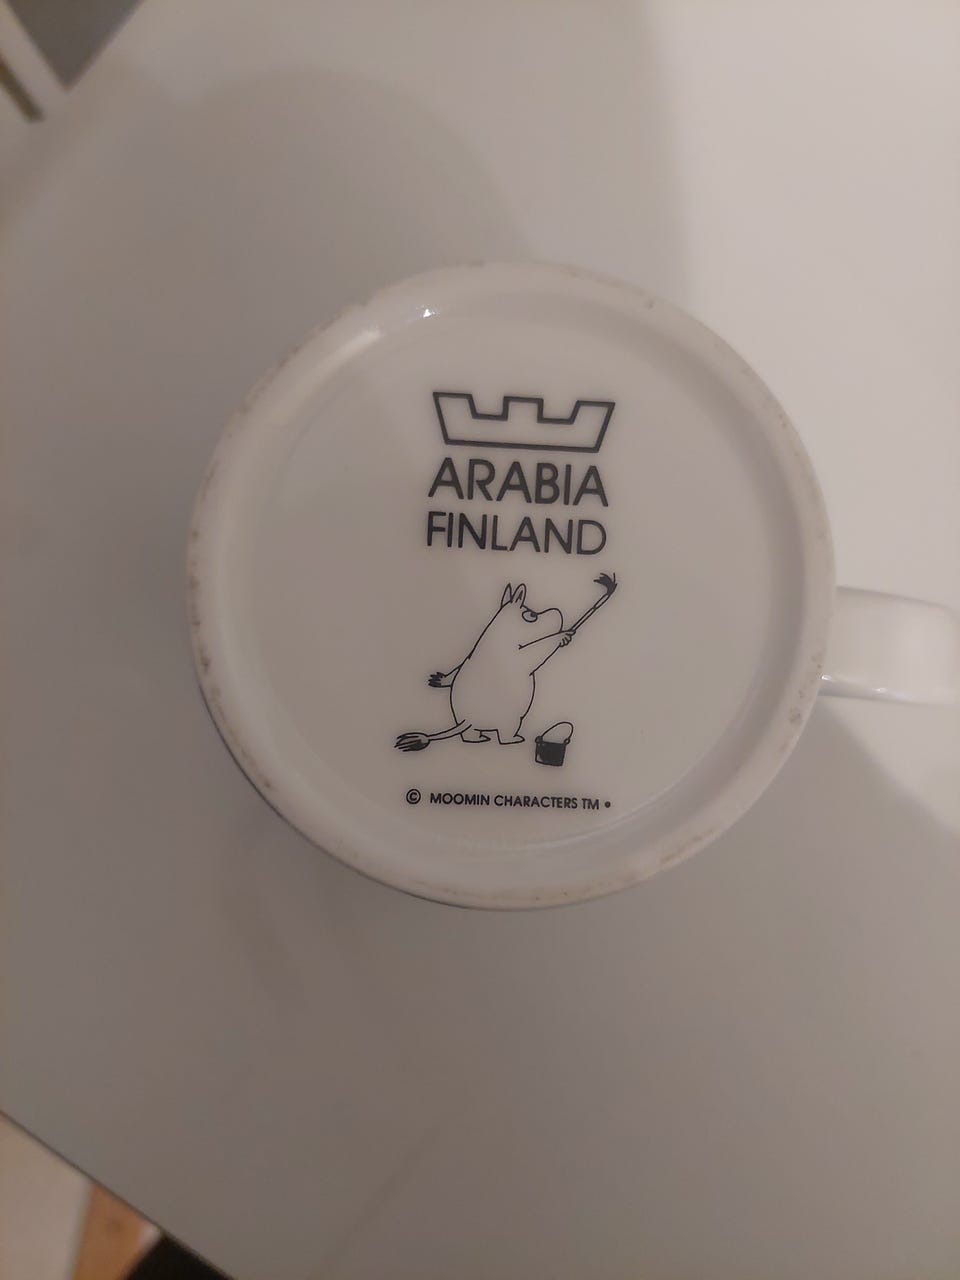 ARABIA
FINLAND
© MOOMIN CHARACTERS TM •